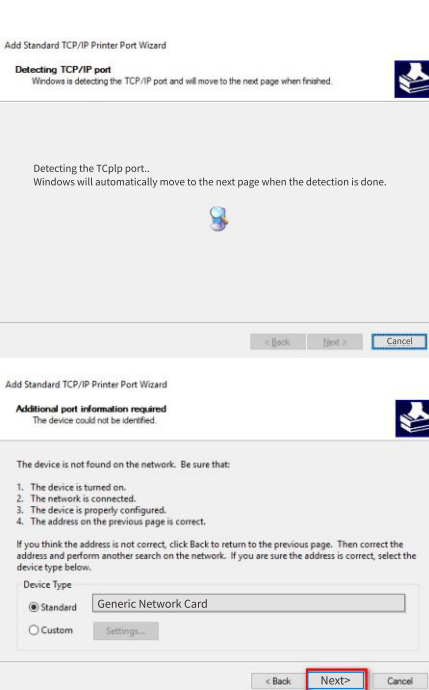 Add Standard TCP/IP Printer Port Wizard
Detecting TCP/IP port
Windows is detecting the TCP/IP port and will move to the next page when finished.
Detecting the TCplp port..
Windows will automatically move to the next page when the detection is done.
< Back Next > Cancel
Add Standard TCP/IP Printer Port Wizard
Additional port information required
The device could not be identified.
The device is not found on the network. Be sure that:
1. The device is turned on.
2. The network is connected.
3. The device is properly configured.
4. The address on the previous page is correct.
If you think the address is not correct, click Back to return to the previous page. Then correct the
address and perform another search on the network. If you are sure the address is correct, select the
device type below.
Device Type
Standard Generic Network Card
Custom Settings...
< Back Next> Cancel